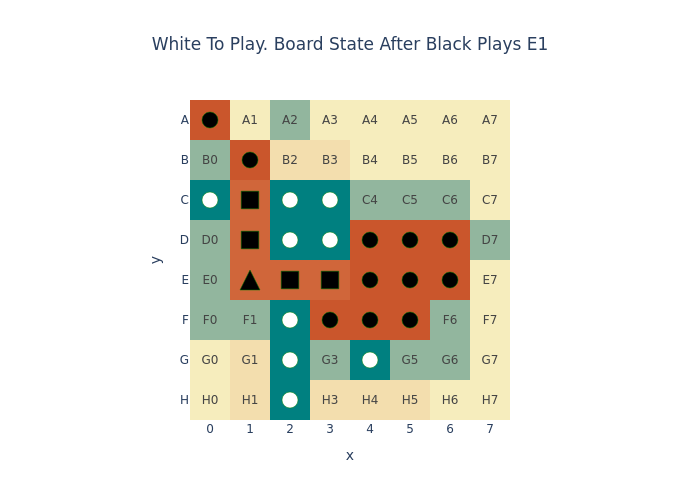 White To Play. Board State After Black Plays E1
A A1 A2 A3 A4 A5 A6 A7
B B0 B2 B3 B4 B5 B6 B7
C C4 C5 C6 C7
D D0 D7
y
E E0 E7
F F0 F1 F6 F7
G G0 G1 G3 G5 G6 G7
H H0 H1 H3 H4 H5 H6 H7
0 1 2 3 4 5 6 7
x